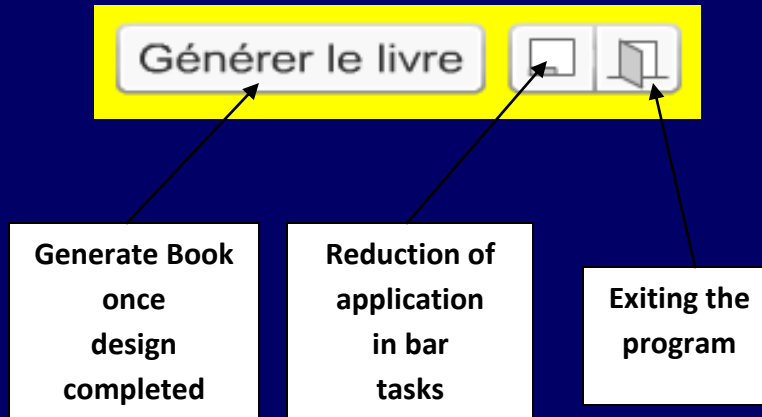 Générer le livre
Generate Book
once
design
completed
Reduction of
application
in bar
tasks
Exiting the
program